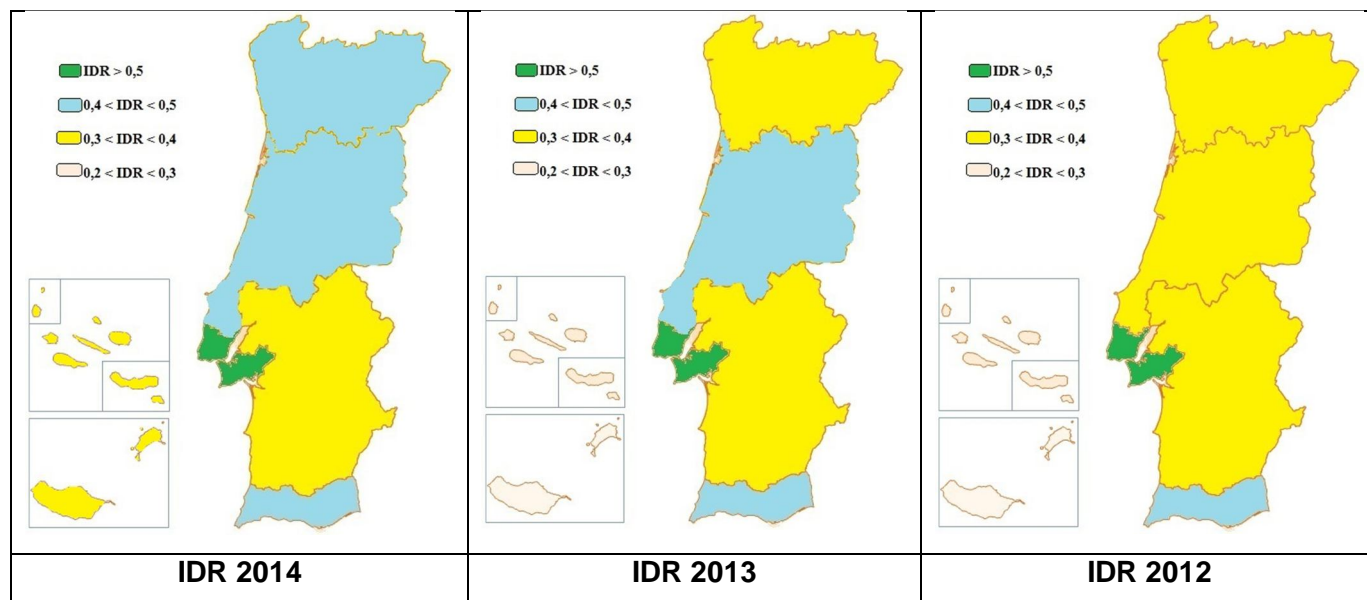 IDR > 0,5
0,4 < IDR < 0,5
0,3 < IDR < 0,4
0,2 < IDR < 0,3
IDR 2014
IDR > 0,5
0,4 < IDR < 0,5
0,3 < IDR < 0,4
0,2 < IDR < 0,3
IDR 2013
IDR > 0,5
0,4 < IDR < 0,5
0,3 < IDR < 0,4
0,2 < IDR < 0,3
IDR 2012